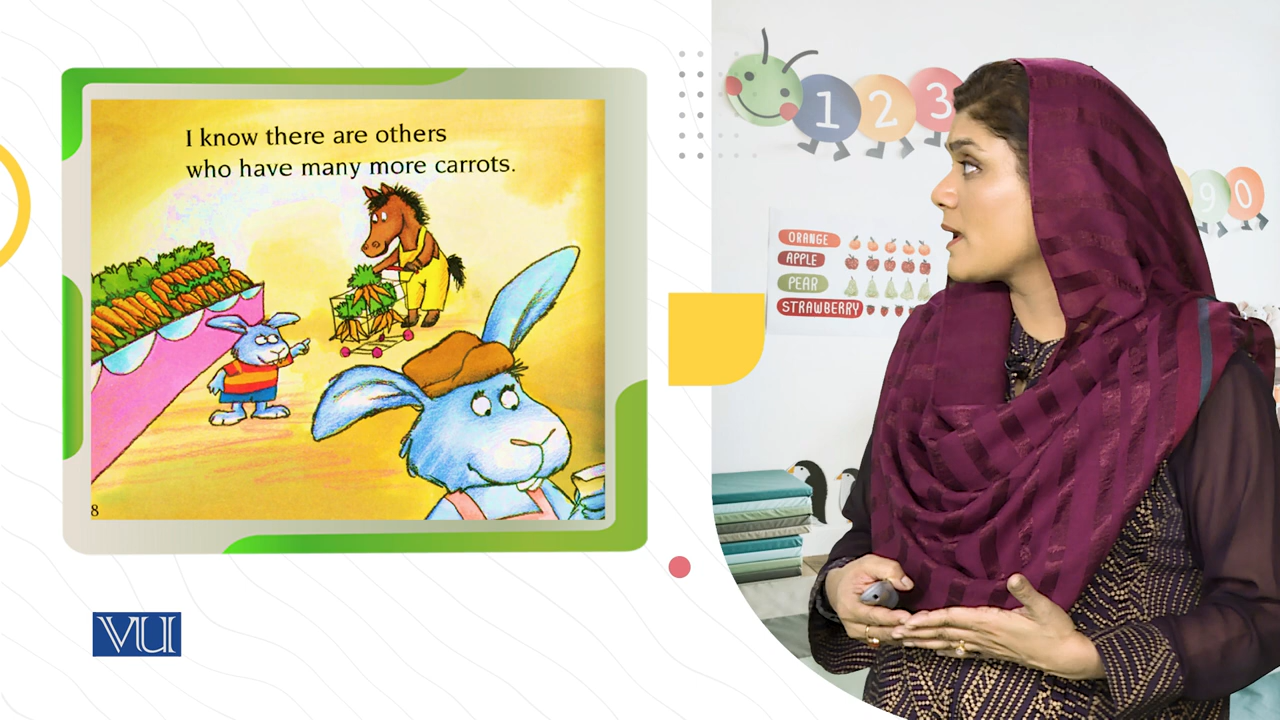 I know there are others
who have many more carrots.
8
VU
1 2 3
9 0
ORANGE
APPLE
PEAR
STRAWBERRY